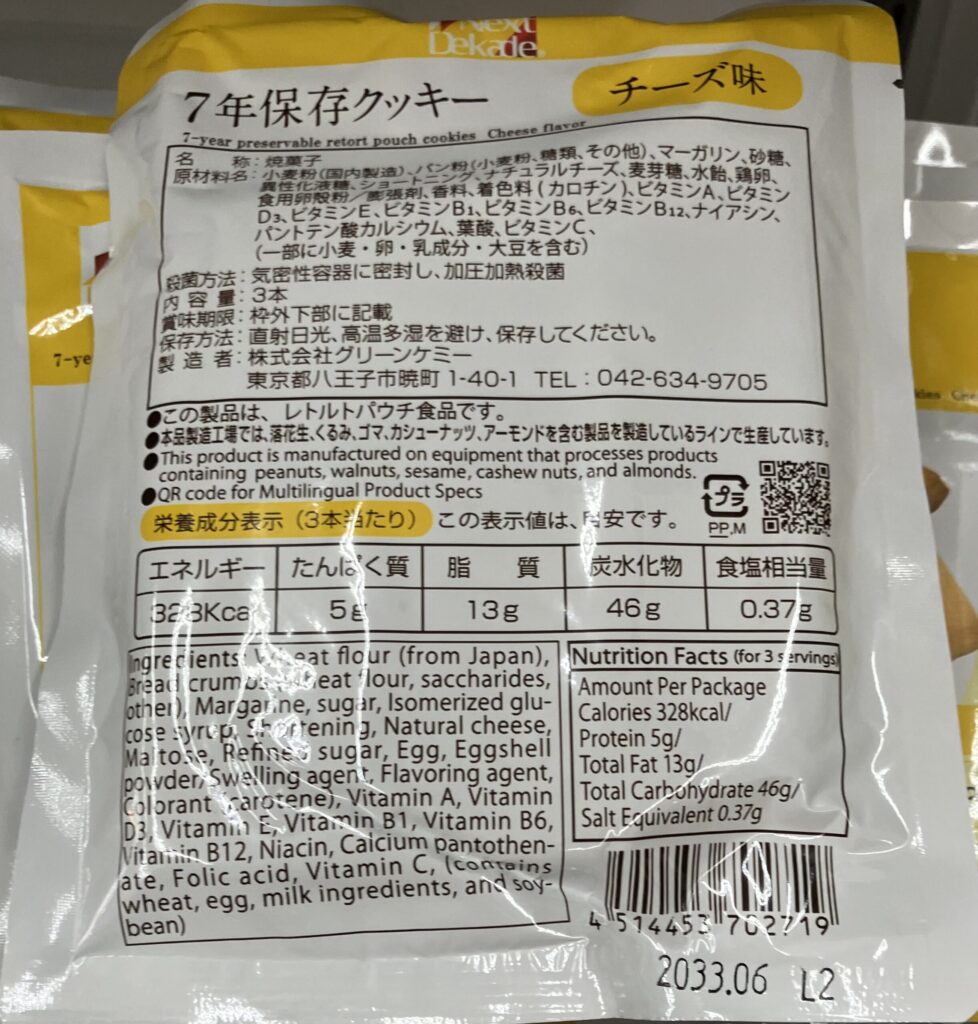 Next
Dekade®
7年保存クッキー
チーズ味
7-year preservable retort pouch cookies Cheese flavor
名 称:焼菓子
原材料名:小麦粉(国内製造)、パン粉(小麦粉、糖類、その他)、マーガリン、砂糖、
異性化液糖、ショートニング、ナチュラルチーズ、麦芽糖、水飴、鶏卵、
食用卵殻粉/膨張剤、香料、着色料(カロチン)、ビタミンA、ビタミン
D3、ビタミンE、ビタミンB1、ビタミンB6、ビタミンB12、ナイアシン、
パントテン酸カルシウム、葉酸、ビタミンC、
(一部に小麦・卵・乳成分・大豆を含む)
殺菌方法:気密性容器に密封し、加圧加熱殺菌
内容量:3本
賞味期限:枠外下部に記載
保存方法:直射日光、高温多湿を避け、保存してください。
製造者:株式会社グリーンケミー
東京都八王子市暁町1-40-1 TEL:042-634-9705
●この製品は、レトルトパウチ食品です。
●本品製造工場では、落花生、くるみ、ゴマ、カシューナッツ、アーモンドを含む製品を製造しているラインで生産しています。
●This product is manufactured on equipment that processes products
containing peanuts, walnuts, sesame, cashew nuts, and almonds.
●QR code for Multilingual Product Specs
プラ
PP,M
栄養成分表示(3本当たり) この表示値は、目安です。
エネルギー たんぱく質 脂質 炭水化物 食塩相当量
328Kcal 5g 13g 46g 0.37g
Ingredients: Wheat flour (from Japan),
Bread crumbs (wheat flour, saccharides,
other), Margarine, sugar, Isomerized glu-
cose syrup, Shortening, Natural cheese,
Maltose, Refined sugar, Egg, Eggshell
powder/Swelling agent, Flavoring agent,
Colorant (carotene), Vitamin A, Vitamin
D3, Vitamin E, Vitamin B1, Vitamin B6,
Vitamin B12, Niacin, Calcium pantothen-
ate, Folic acid, Vitamin C, (contains
wheat, egg, milk ingredients, and soy-
bean)
Nutrition Facts (for 3 servings)
Amount Per Package
Calories 328kcal/
Protein 5g/
Total Fat 13g/
Total Carbohydrate 46g/
Salt Equivalent 0.37g
4 514453 702719
2033.06 L2
7-ye